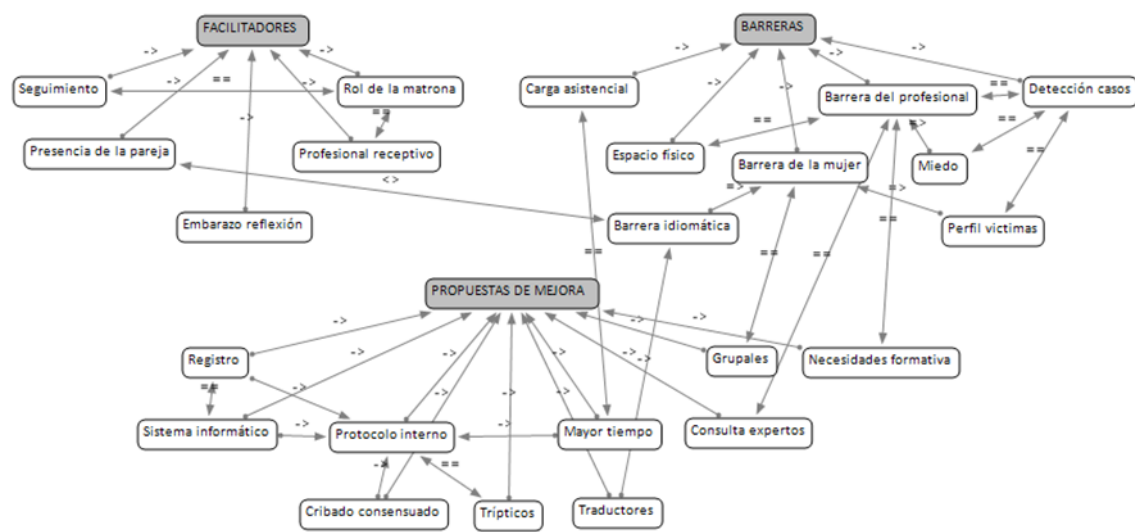 FACILITADORES
BARRERAS
->
->
->
->
->
->
->
Seguimiento
->
==
->
Rol de la matrona
Carga asistencial
->
->
Barrera del profesional
==
Detección casos
==
->
==
=>
Presencia de la pareja
Profesional receptivo
Espacio físico
Barrera de la mujer
Miedo
==
<>
=>
=>
Embarazo reflexión
Barrera idiomática
==
Perfil victimas
==
==
==
PROPUESTAS DE MEJORA
->
->
->
->
->
->
->
->
Registro
Grupales
Necesidades formativa
==
->
->
->
->
Sistema informático
->
Protocolo interno
->
Mayor tiempo
Consulta expertos
->
==
Cribado consensuado
Trípticos
Traductores